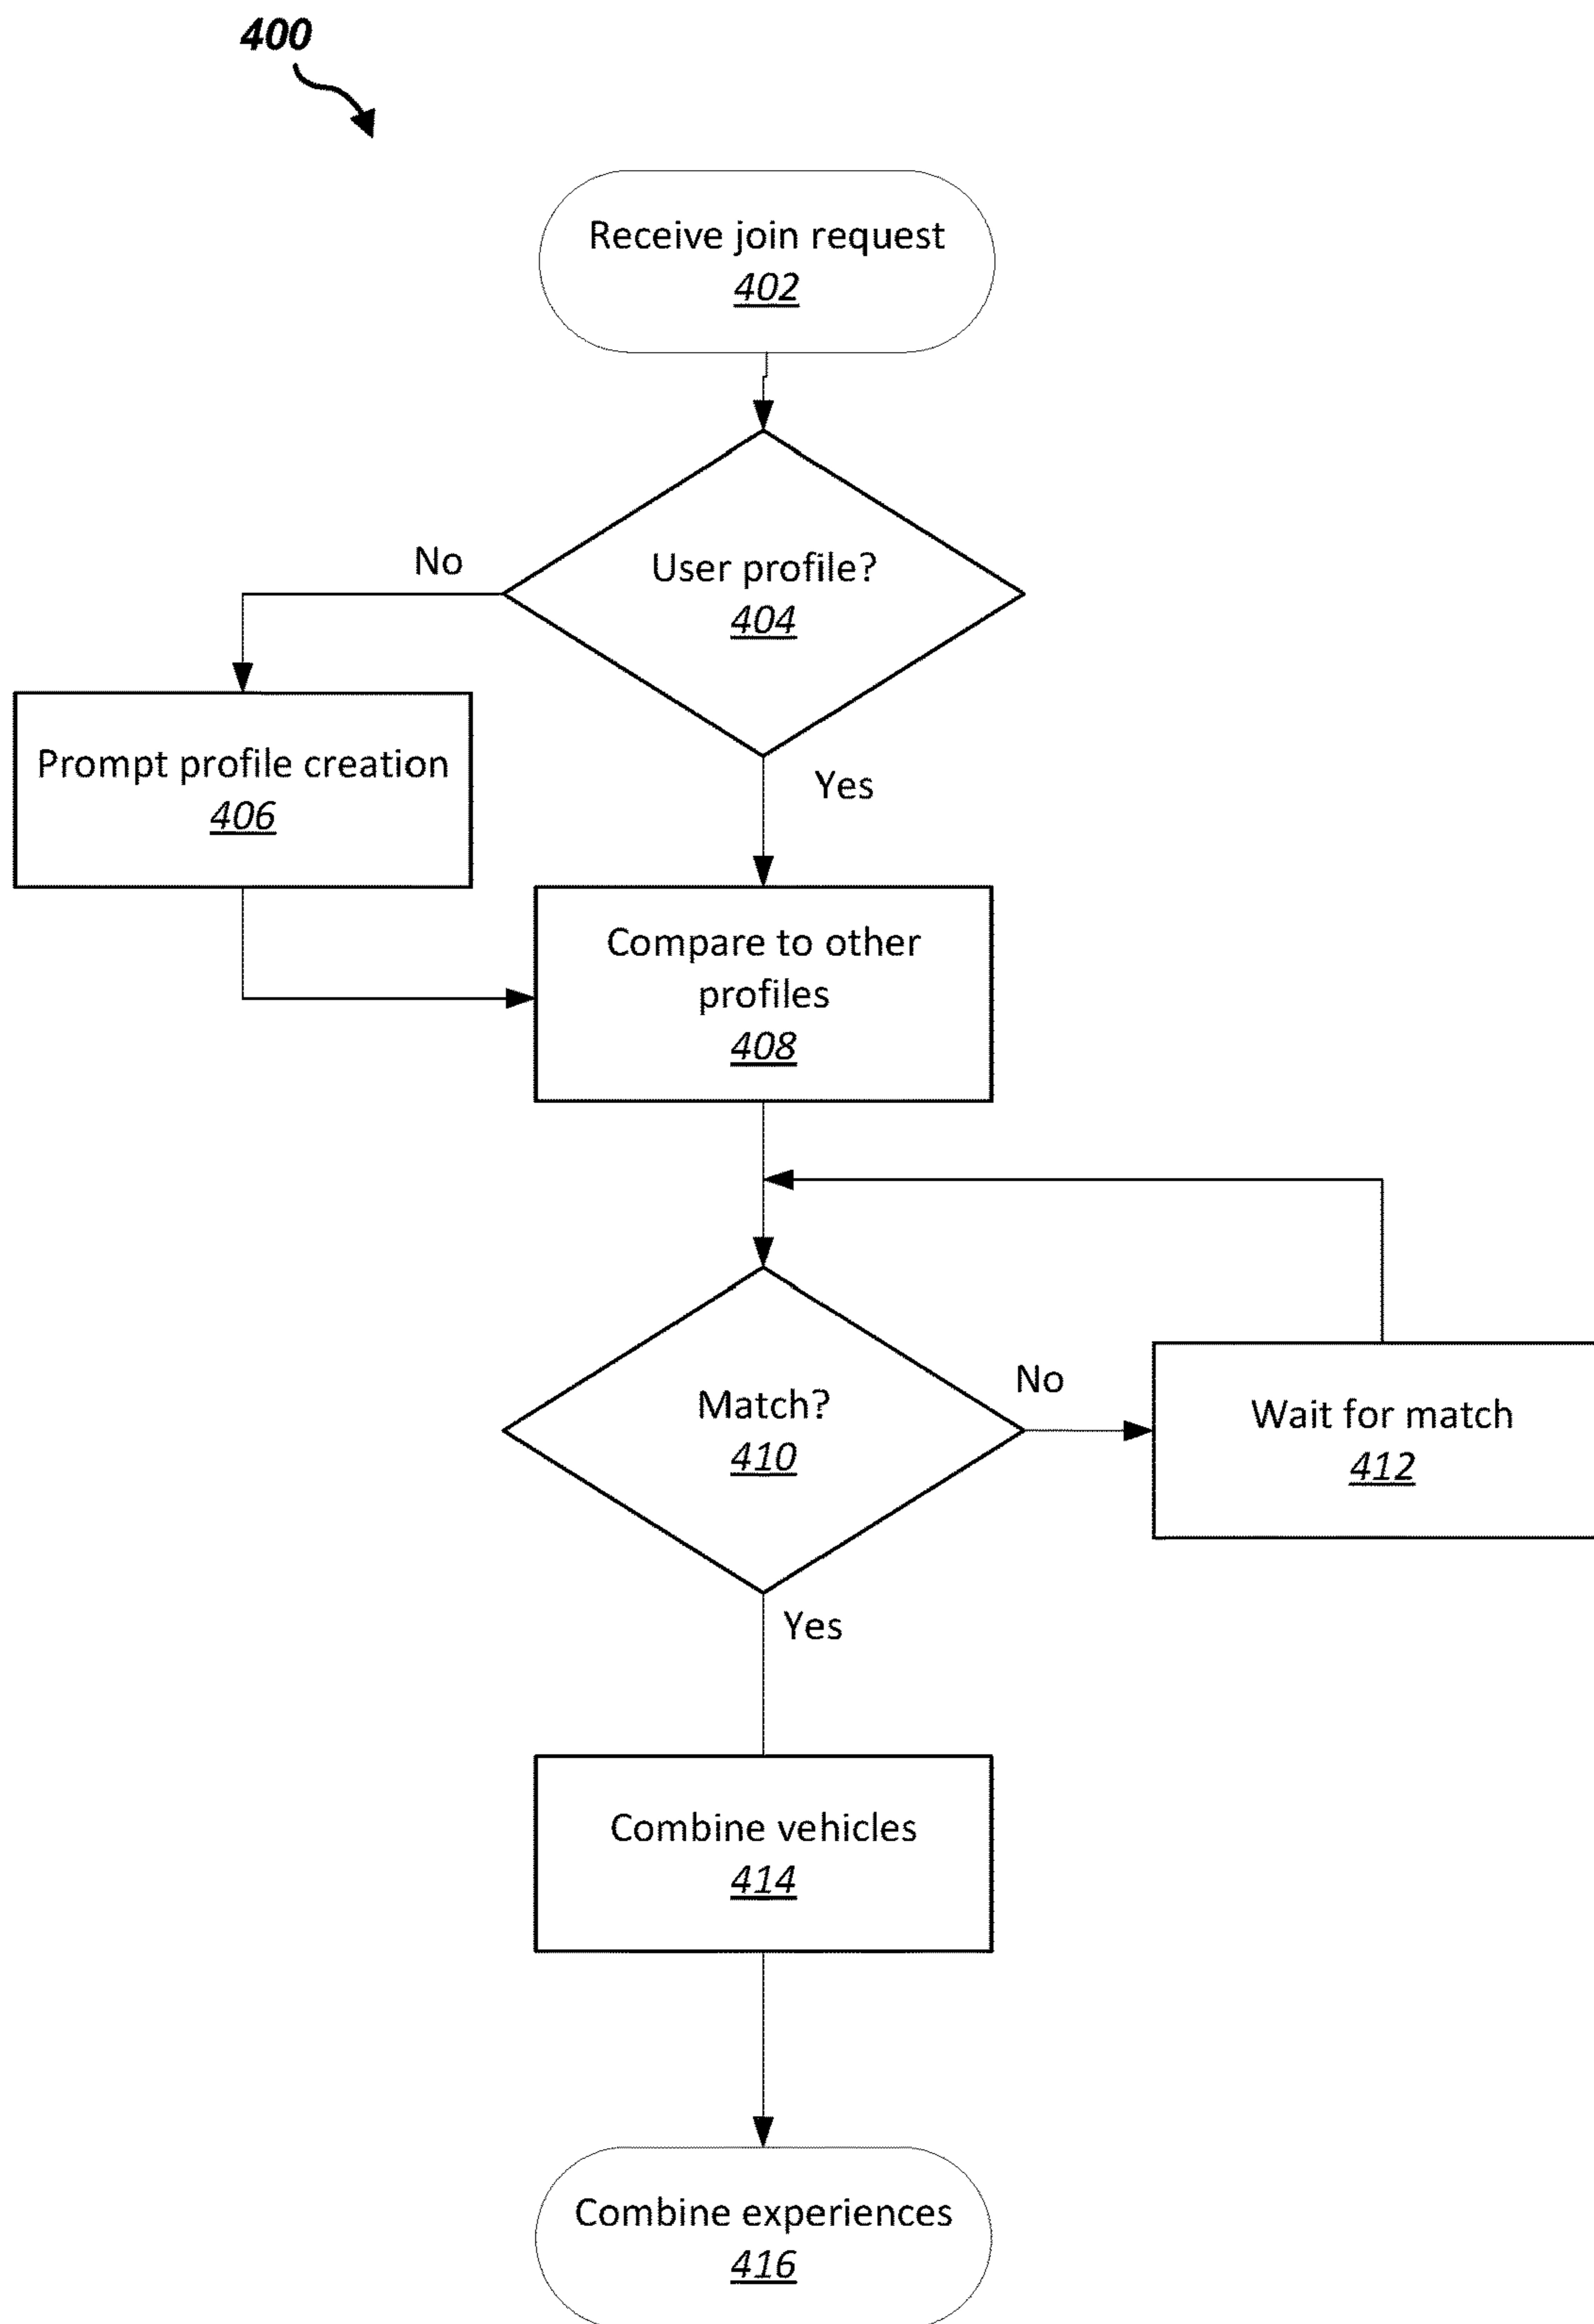 400
Receive join request
402
No
User profile?
404
Prompt profile creation
406
Yes
Compare to other
profiles
408
Match?
410
No
Wait for match
412
Yes
Combine vehicles
414
Combine experiences
416